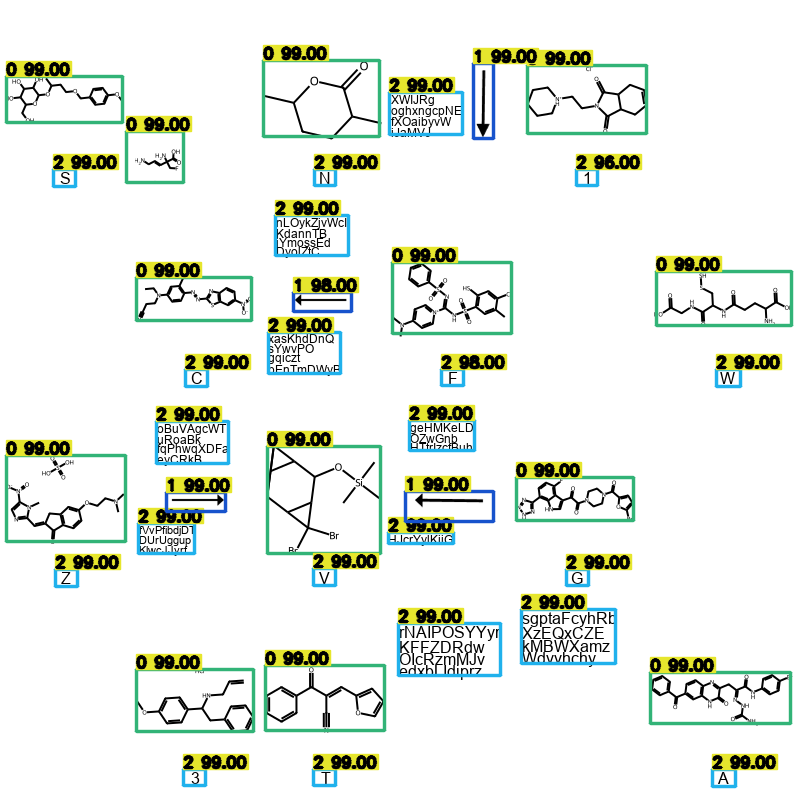 0 99.00
0 99.00
1 99.00
99.00
2 99.00
XWIJRg
oghxngcpNE
fXOaibyvW
0 99.00
2 99.00
S
2 99.00
N
2 96.00
1
2 99.00
nLOykZjvWcl
KdannTB
iYmossEd
0 99.00
1 98.00
0 99.00
0 99.00
2 99.00
xasKhdDnQ
sYwvPO
gqiczt
2 99.00
C
2 98.00
F
2 99.00
W
2 99.00
oBuVAgcWT
uRoaBk
fqPhwqXDFa
2 99.00
geHMKeLD
OZwGnb
0 99.00
0 99.00
0 99.00
1 99.00
1 99.00
2 99.00
fVvPfibdjDT
DUrUggup
2 99.00
Br
Br
2 99.00
Z
2 99.00
V
2 99.00
G
2 99.00
rNAIPOSYYyr
KFFZDRdw
OlcRzmMJv
2 99.00
sgptaFcyhRb
XzEQxCZE
kMBWXamz
Wdvvhchy
0 99.00
0 99.00
0 99.00
2 99.00
3
2 99.00
T
2 99.00
A